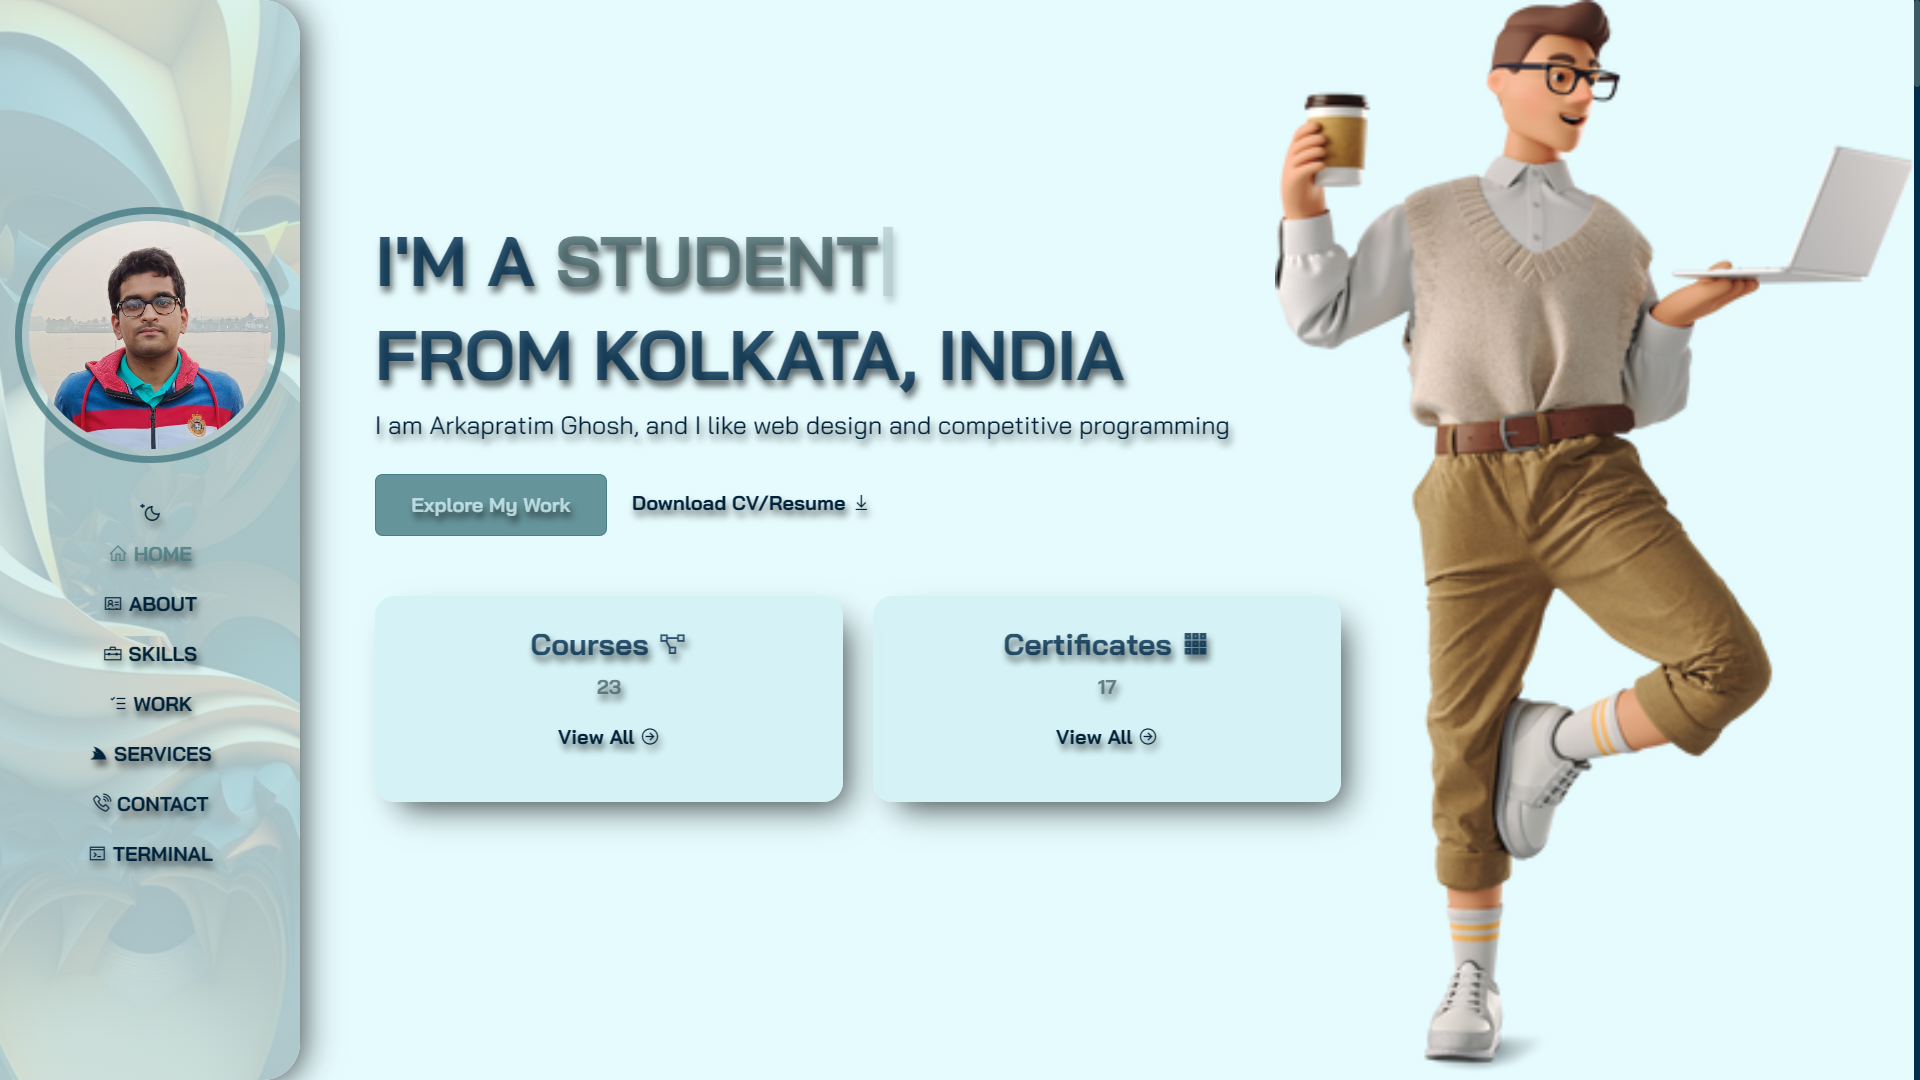 HOME
ABOUT
SKILLS
WORK
SERVICES
CONTACT
TERMINAL
I'M A STUDENT
FROM KOLKATA, INDIA
I am Arkapratim Ghosh, and I like web design and competitive programming
Explore My Work
Download CV/Resume
Courses
23
View All
Certificates
17
View All